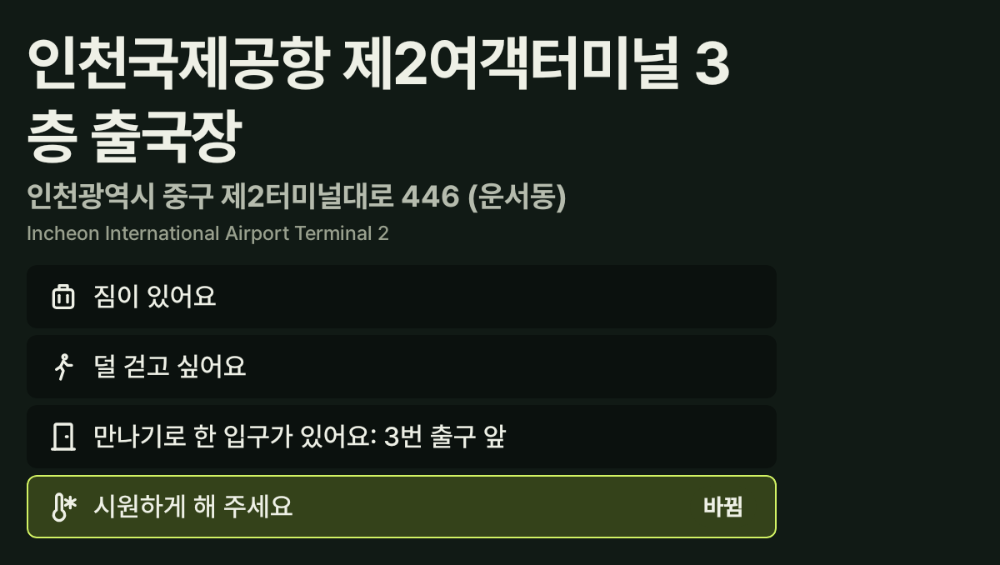 인천국제공항 제2여객터미널 3
층 출국장
인천광역시 중구 제2터미널대로 446 (운서동)
Incheon International Airport Terminal 2
짐이 있어요
덜 걷고 싶어요
만나기로 한 입구가 있어요: 3번 출구 앞
시원하게 해 주세요 바뀜